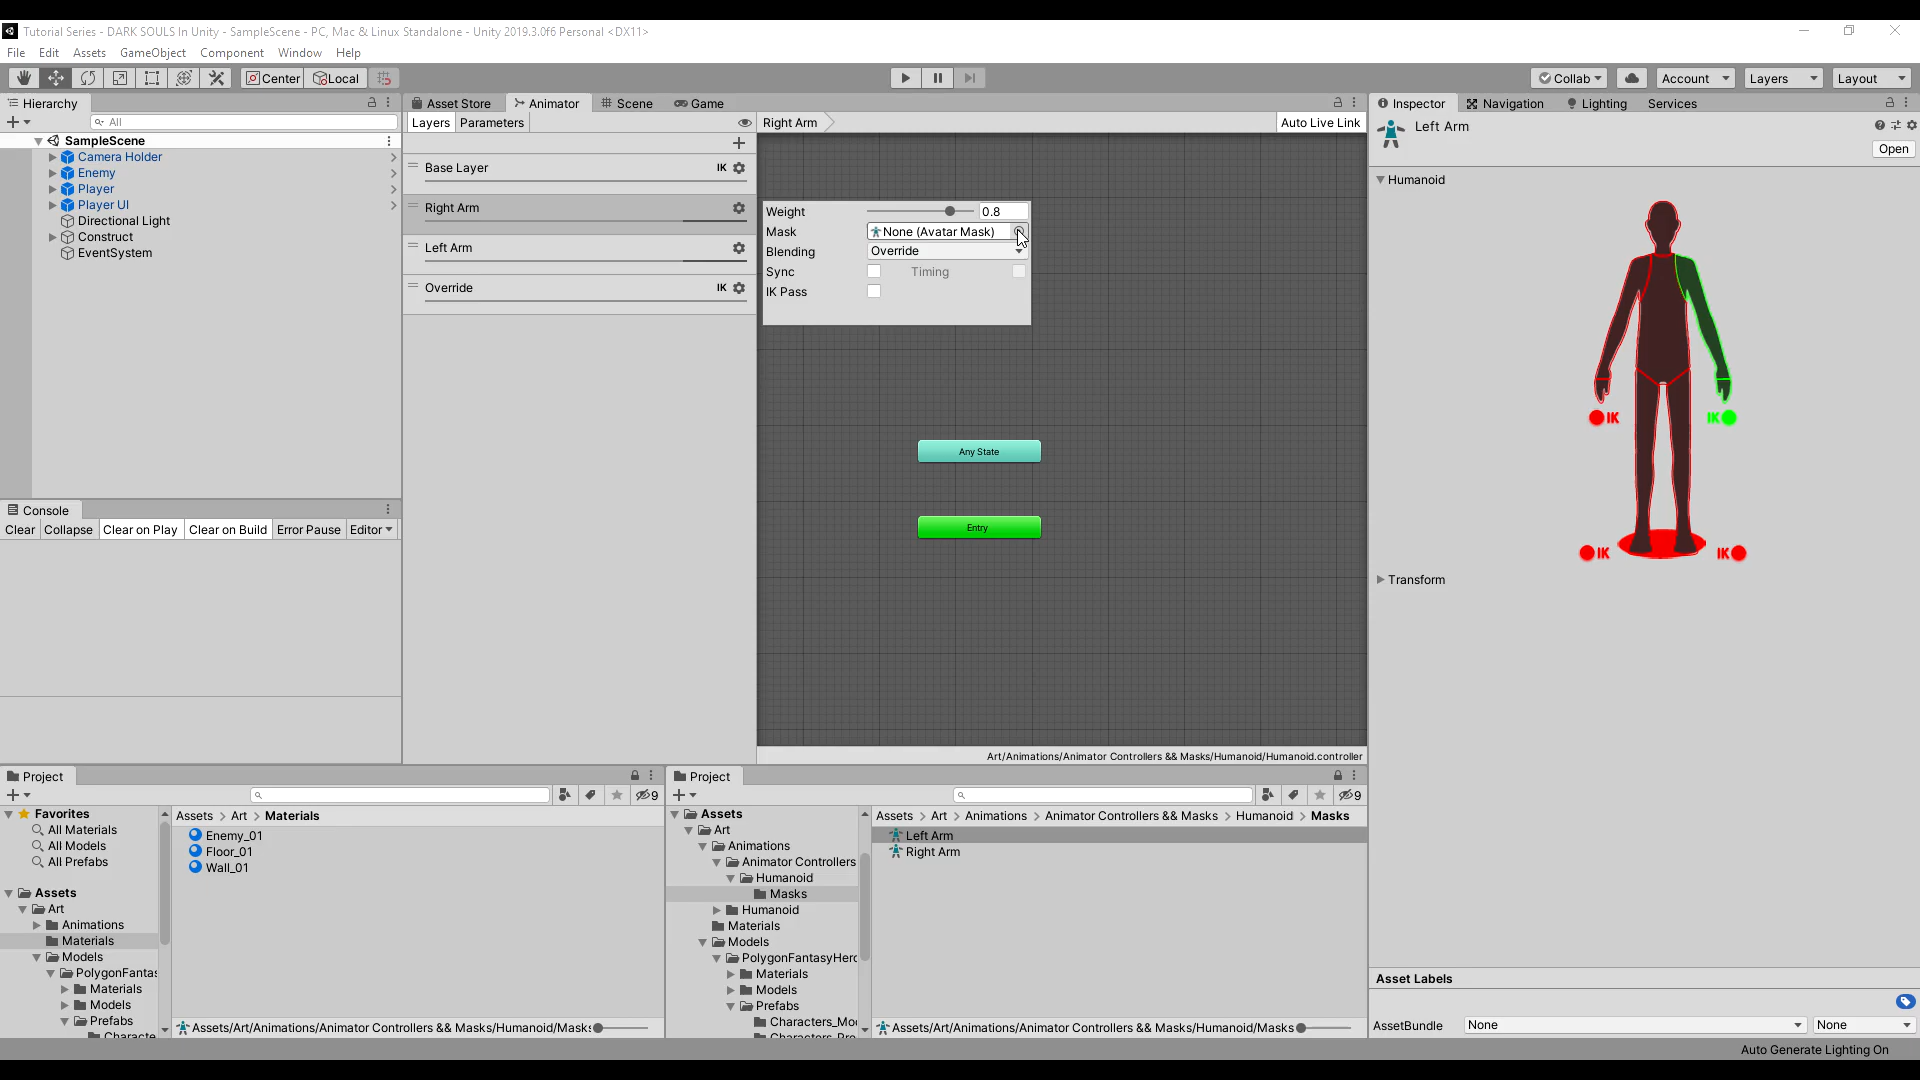 Tutorial Series - DARK SOULS In Unity - SampleScene - PC, Mac & Linux Standalone - Unity 2019.3.0f6 Personal <DX11>
File Edit Assets GameObject Component Window Help
Center Local Collab Account Layers Layout
Hierarchy
All
SampleScene
Camera Holder
Enemy
Player
Player UI
Directional Light
Construct
EventSystem
Console
Clear Collapse Clear on Play Clear on Build Error Pause Editor
Asset Store Animator Scene Game
Layers Parameters
Base Layer IK
Right Arm
Left Arm
Override IK
Right Arm Auto Live Link
Weight 0.8
Mask None (Avatar Mask)
Blending Override
Sync Timing
IK Pass
Any State
Entry
Art/Animations/Animator Controllers && Masks/Humanoid/Humanoid.controller
Inspector Navigation Lighting Services
Left Arm
Open
Humanoid
IK IK
IK IK
Transform
Asset Labels
AssetBundle None None
Project
9
Favorites
All Materials
All Models
All Prefabs
Assets
Art
Animations
Materials
Models
PolygonFantas
Materials
Models
Prefabs
Characte
Assets > Art > Materials
Enemy_01
Floor_01
Wall_01
Assets/Art/Animations/Animator Controllers && Masks/Humanoid/Masks
Project
9
Assets
Art
Animations
Animator Controllers
Humanoid
Masks
Humanoid
Materials
Models
PolygonFantasyHero
Materials
Models
Prefabs
Characters_Mo
Characters_Pre
Assets > Art > Animations > Animator Controllers && Masks > Humanoid > Masks
Left Arm
Right Arm
Assets/Art/Animations/Animator Controllers && Masks/Humanoid/Masks
Auto Generate Lighting On